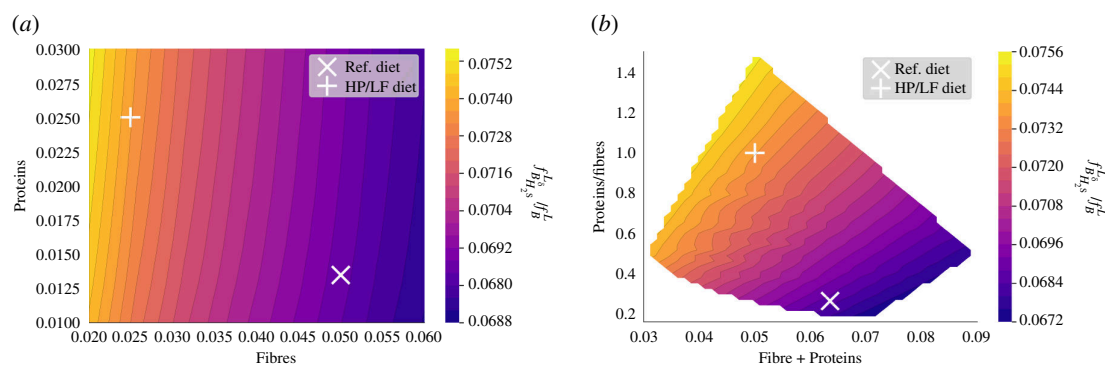 (a)
0.0300
0.0275
0.0250
0.0225
0.0200
0.0175
0.0150
0.0125
0.0100
Proteins
0.020 0.025 0.030 0.035 0.040 0.045 0.050 0.055 0.060
Fibres
Ref. diet
HP/LF diet
0.0752
0.0740
0.0728
0.0716
0.0704
0.0692
0.0680
0.0688
(b)
1.4
1.2
1.0
0.8
0.6
0.4
0.2
Proteins/fibres
0.03 0.04 0.05 0.06 0.07 0.08 0.09
Fibre + Proteins
Ref. diet
HP/LF diet
0.0756
0.0744
0.0732
0.0720
0.0708
0.0696
0.0684
0.0672